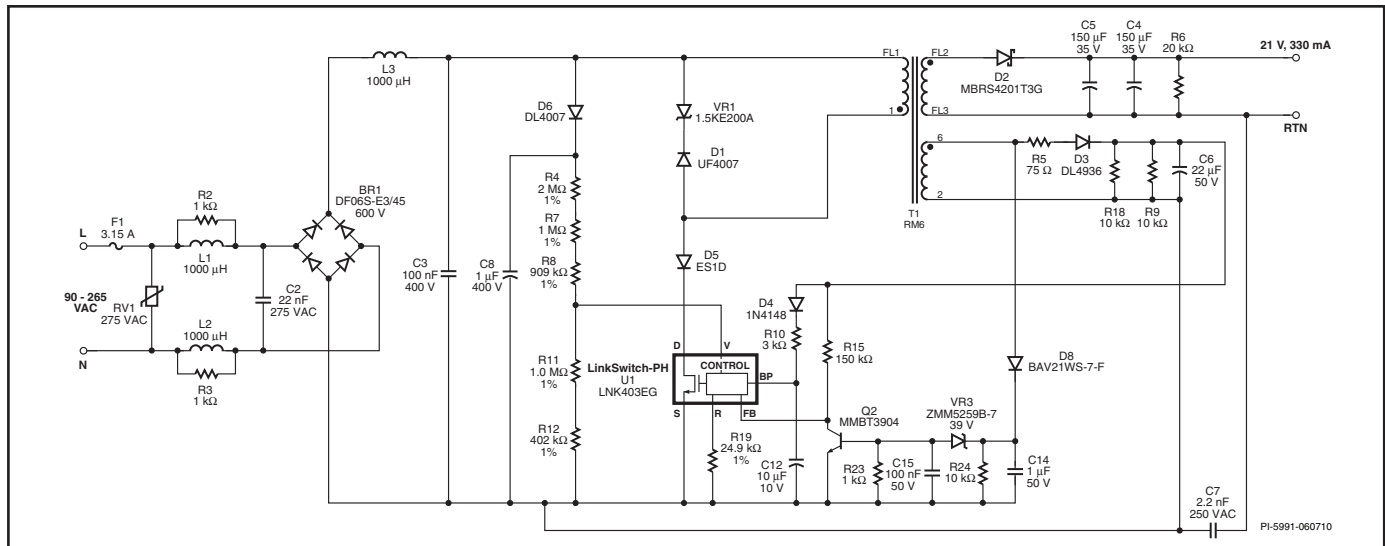 L3
1000 µH
D6
DL4007
VR1
1.5KE200A
D1
UF4007
FL1
1
FL2
FL3
D2
MBRS4201T3G
C5
150 µF
35 V
C4
150 µF
35 V
R6
20 kΩ
21 V, 330 mA
RTN
6
2
T1
RM6
R5
75 Ω
D3
DL4936
R18
10 kΩ
R9
10 kΩ
C6
22 µF
50 V
R4
2 MΩ
1%
R7
1 MΩ
1%
R8
909 kΩ
1%
R11
1.0 MΩ
1%
R12
402 kΩ
1%
L
F1
3.15 A
R2
1 kΩ
L1
1000 µH
BR1
DF06S-E3/45
600 V
90 - 265
VAC
RV1
275 VAC
C2
22 nF
275 VAC
L2
1000 µH
N
R3
1 kΩ
C3
100 nF
400 V
C8
1 µF
400 V
D5
ES1D
D4
1N4148
R10
3 kΩ
R15
150 kΩ
LinkSwitch-PH
U1
LNK403EG
D
V
CONTROL
BP
S
R
FB
R19
24.9 kΩ
1%
C12
10 µF
10 V
Q2
MMBT3904
VR3
ZMM5259B-7
39 V
D8
BAV21WS-7-F
R23
1 kΩ
C15
100 nF
50 V
R24
10 kΩ
C14
1 µF
50 V
C7
2.2 nF
250 VAC
PI-5991-060710